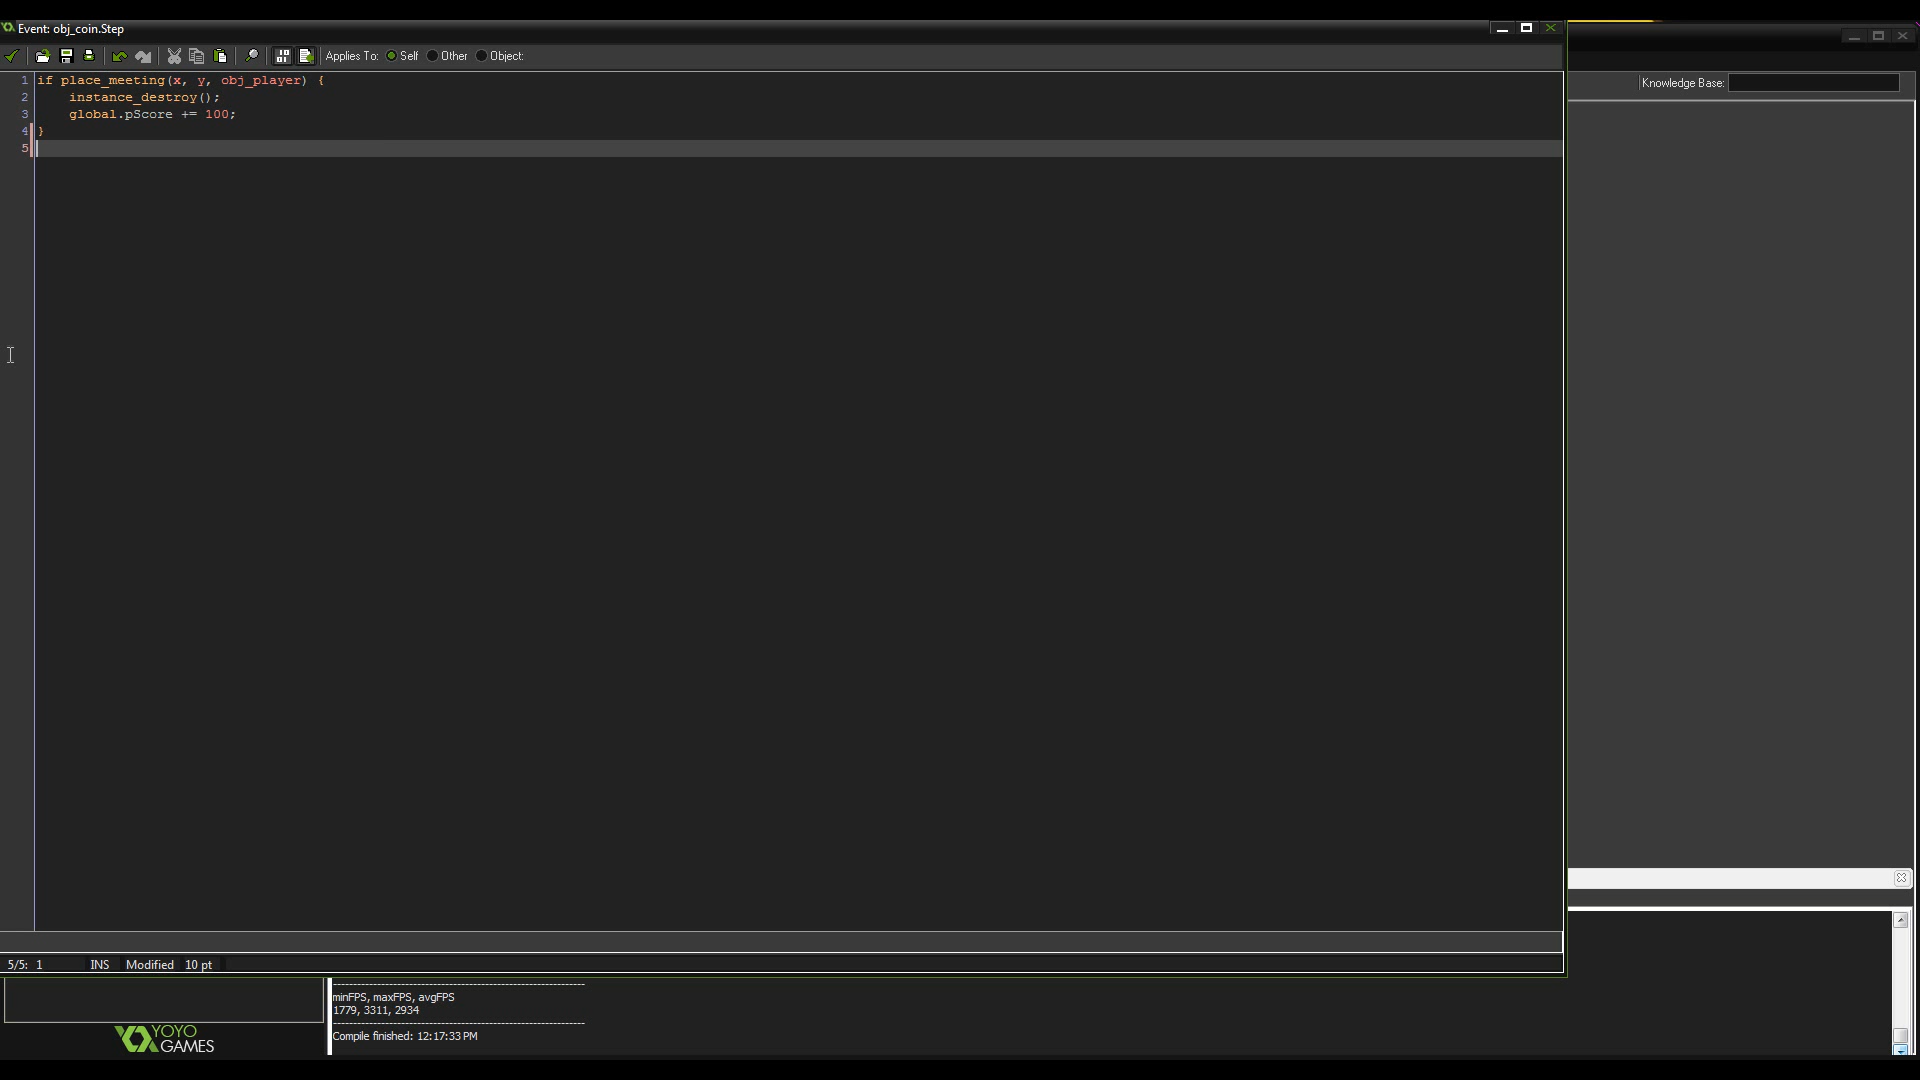 Event: obj_coin.Step
Applies To: Self Other Object:
Knowledge Base:
1 if place_meeting(x, y, obj_player) {
2     instance_destroy();
3     global.pScore += 100;
4 }
5
5/5: 1 INS Modified 10 pt
minFPS, maxFPS, avgFPS
1779, 3311, 2934
Compile finished: 12:17:33 PM
YOYO
GAMES